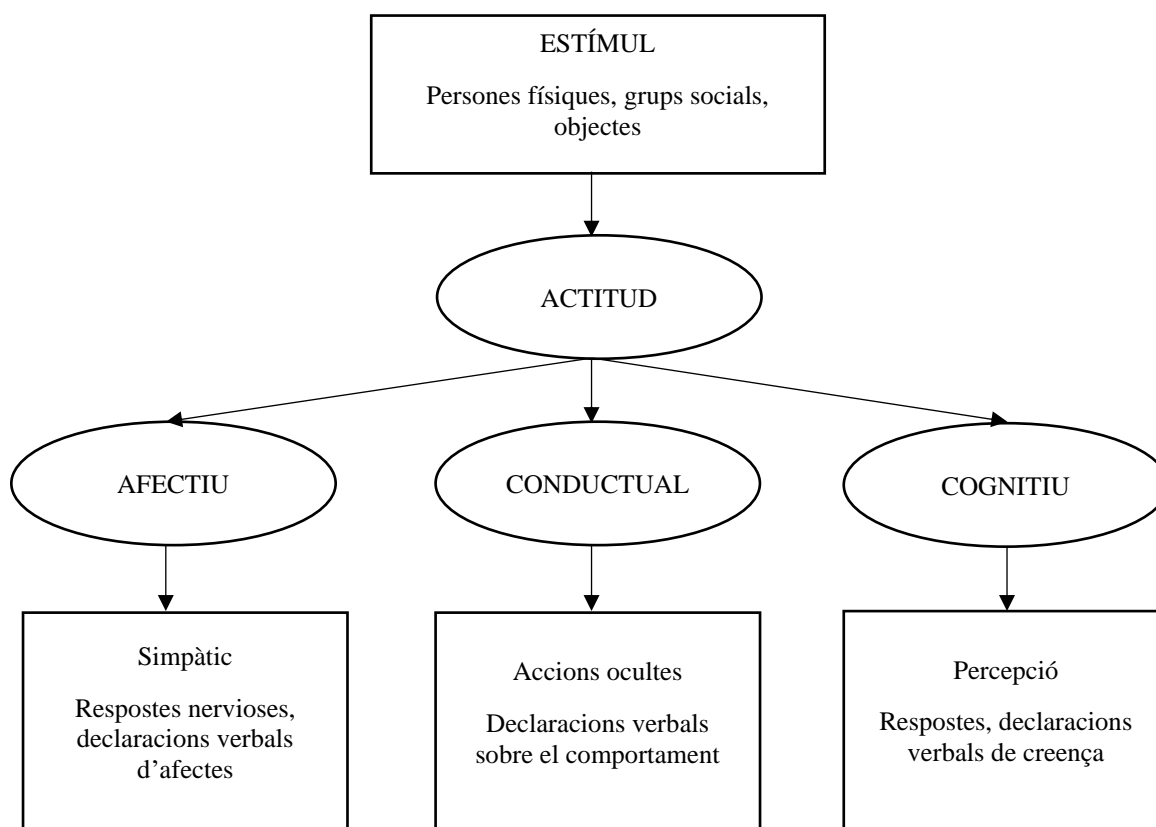 ESTÍMUL
Persones físiques, grups socials,
objectes
ACTITUD
AFECTIU
CONDUCTUAL
COGNITIU
Simpàtic
Respostes nervioses,
declaracions verbals
d’afectes
Accions ocultes
Declaracions verbals
sobre el comportament
Percepció
Respostes, declaracions
verbals de creença